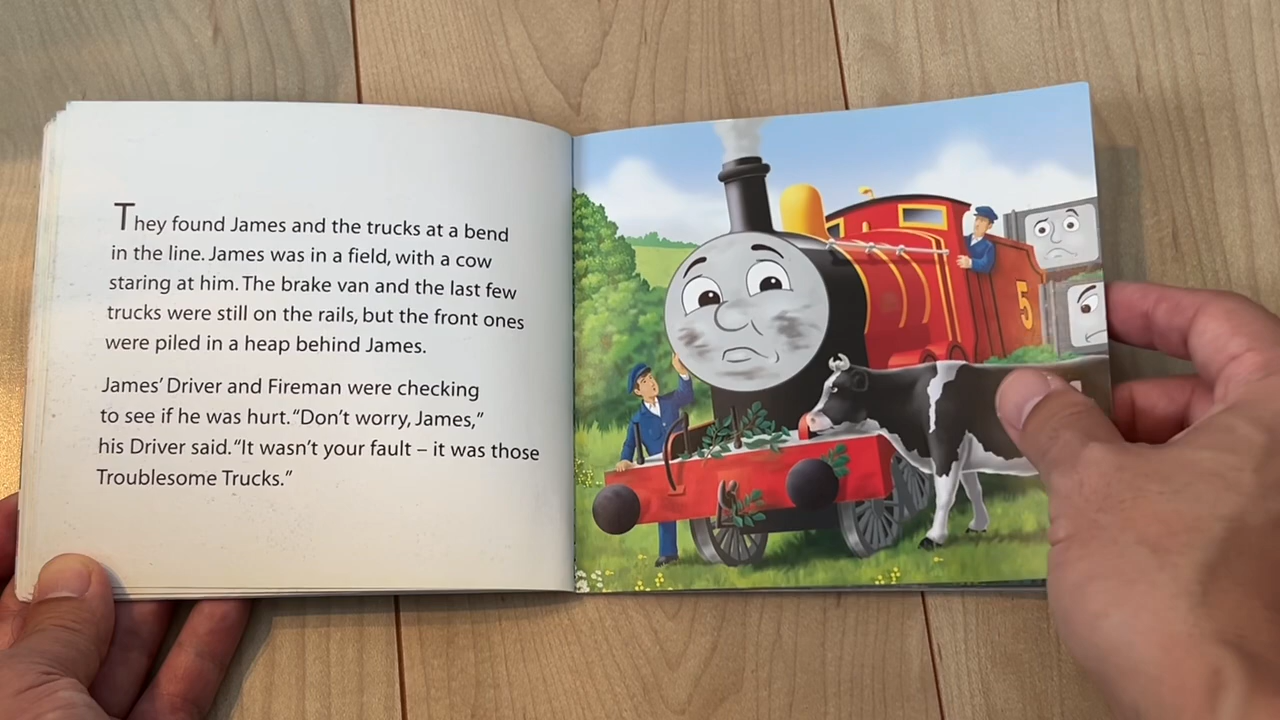 They found James and the trucks at a bend
in the line. James was in a field, with a cow
staring at him. The brake van and the last few
trucks were still on the rails, but the front ones
were piled in a heap behind James.
James’ Driver and Fireman were checking
to see if he was hurt. “Don’t worry, James,”
his Driver said. “It wasn’t your fault – it was those
Troublesome Trucks.”
5